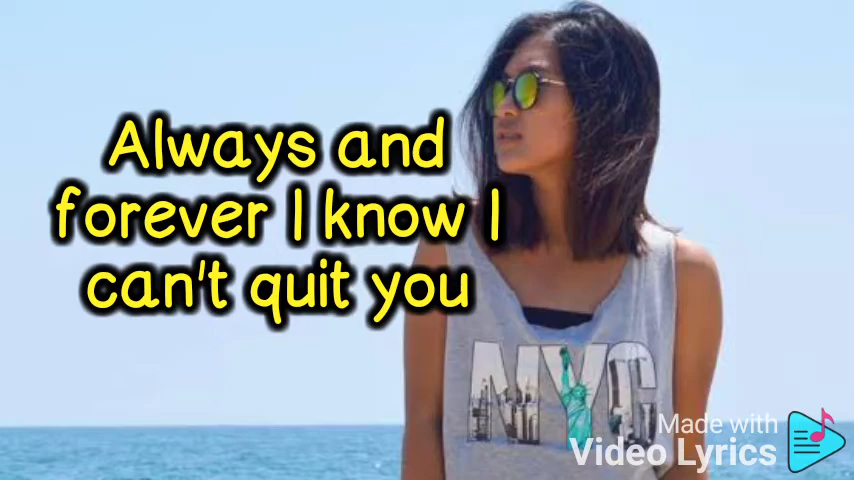 Always and
forever I know I
can't quit you
NYC
Made with
Video Lyrics